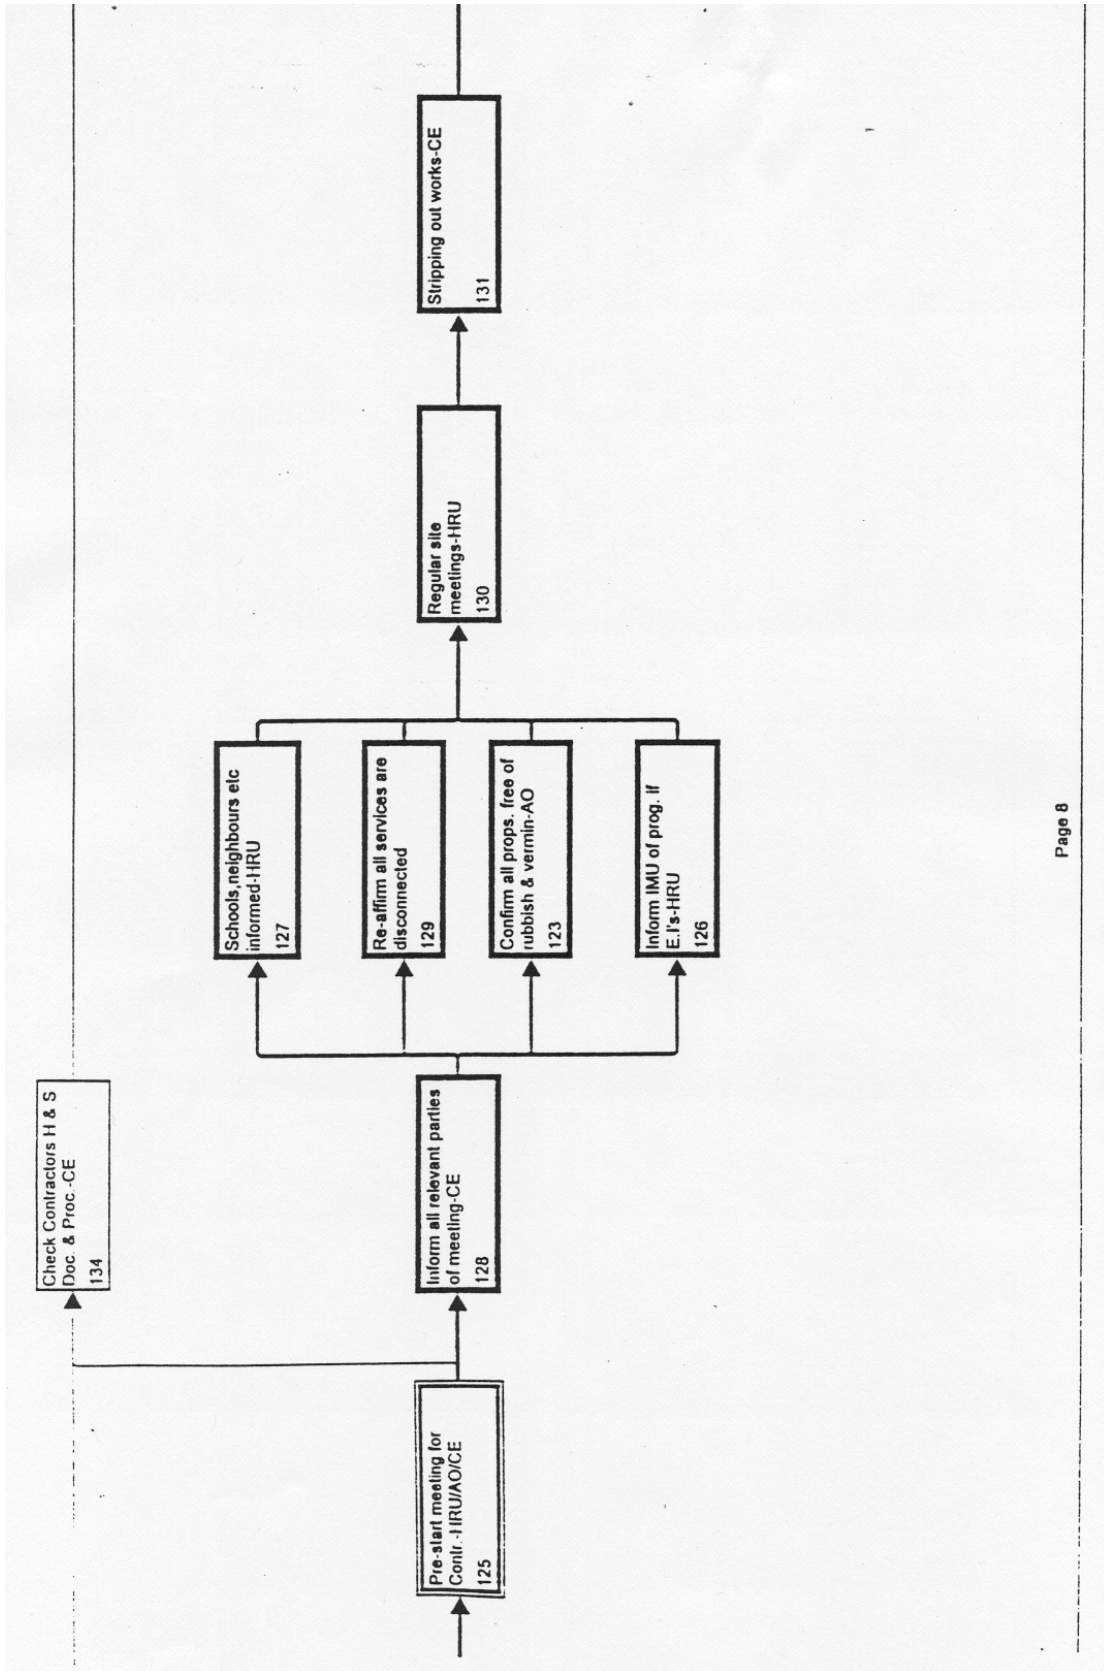 Check Contractors H & S
Doc. & Proc.-CE
134
Pre-start meeting for
Contr.-HRU/AO/CE
125
Inform all relevant parties
of meeting-CE
128
Schools,neighbours etc
informed-HRU
127
Re-affirm all services are
disconnected
129
Confirm all props. free of
rubbish & vermin-AO
123
Inform IMU of prog. if
E.I's-HRU
126
Regular site
meetings-HRU
130
Stripping out works-CE
131
Page 8